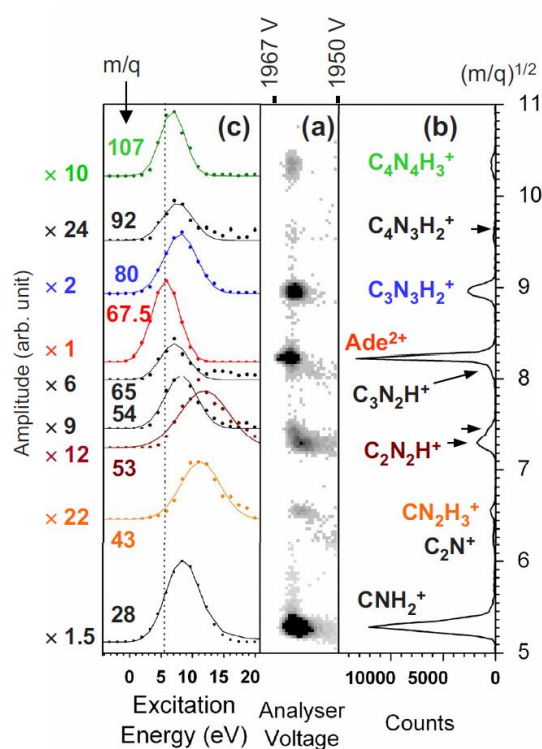 1967 V
1950 V
m/q
(m/q)1/2
(c)
(a)
(b)
11
10
9
8
7
6
5
107
× 10
92
× 24
80
× 2
67.5
× 1
× 6
65
54
× 9
× 12
53
× 22
43
28
× 1.5
C4N4H3+
C4N3H2+
C3N3H2+
Ade2+
C3N2H+
C2N2H+
CN2H3+
C2N+
CNH2+
Amplitude (arb. unit)
0 5 10 15 20
Excitation
Energy (eV)
Analyser
Voltage
10000 5000 0
Counts